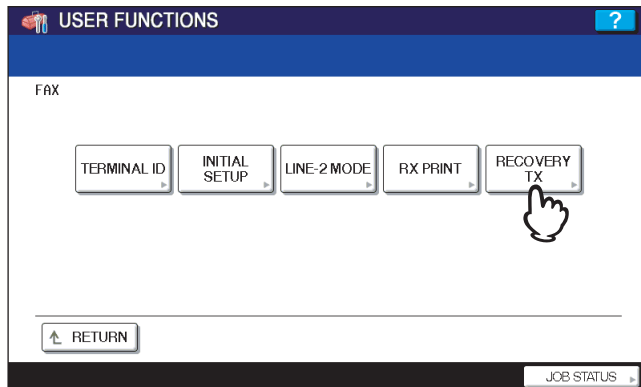 USER FUNCTIONS
?
FAX
TERMINAL ID
INITIAL
SETUP
LINE-2 MODE
RX PRINT
RECOVERY
TX
RETURN
JOB STATUS